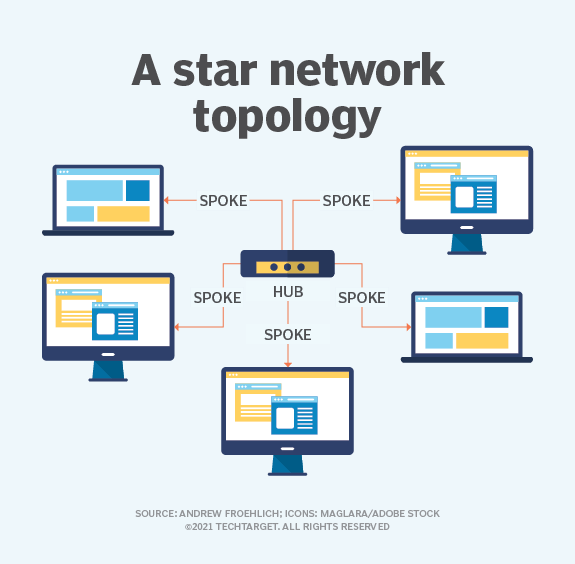 A star network
topology
SPOKE
SPOKE
SPOKE
HUB
SPOKE
SPOKE
SOURCE: ANDREW FROEHLICH; ICONS: MAGLARA/ADOBE STOCK
©2021 TECHTARGET. ALL RIGHTS RESERVED